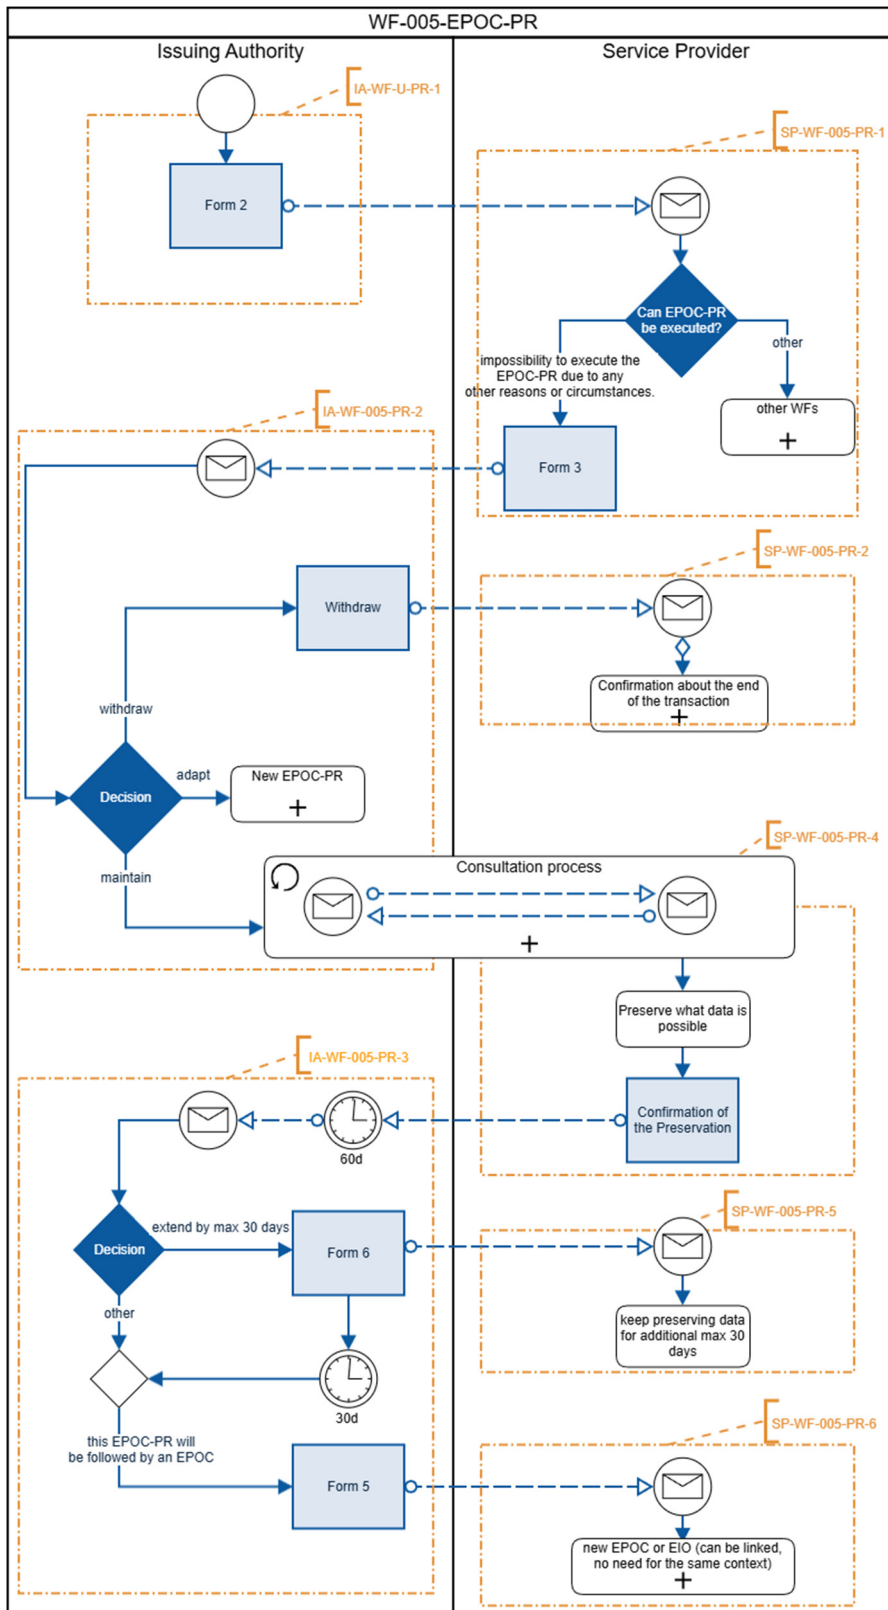 WF-005-EPOC-PR
Issuing Authority
Service Provider
IA-WF-U-PR-1
SP-WF-005-PR-1
Form 2
Can EPOC-PR
be executed?
other
impossibility to execute the
EPOC-PR due to any
other reasons or circumstances.
other WFs
IA-WF-005-PR-2
Form 3
SP-WF-005-PR-2
Withdraw
Confirmation about the end
of the transaction
withdraw
Decision
adapt
New EPOC-PR
maintain
SP-WF-005-PR-4
Consultation process
Preserve what data is
possible
IA-WF-005-PR-3
Confirmation of
the Preservation
60d
SP-WF-005-PR-5
Decision
extend by max 30 days
Form 6
other
keep preserving data
for additional max 30
days
30d
SP-WF-005-PR-6
this EPOC-PR will
be followed by an EPOC
Form 5
new EPOC or EIO (can be linked,
no need for the same context)